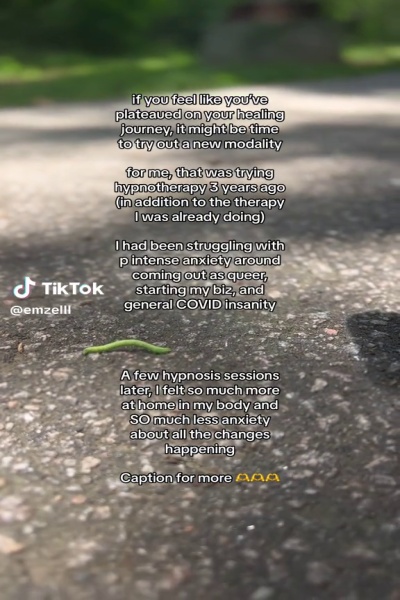 if you feel like you've
plateaued on your healing
journey, it might be time
to try out a new modality
for me, that was trying
hypnotherapy 3 years ago
(in addition to the therapy
I was already doing)
I had been struggling with
p intense anxiety around
coming out as queer,
starting my biz, and
general COVID insanity
TikTok
@emzelll
A few hypnosis sessions
later, I felt so much more
at home in my body and
SO much less anxiety
about all the changes
happening
Caption for more 🫶🫶🫶